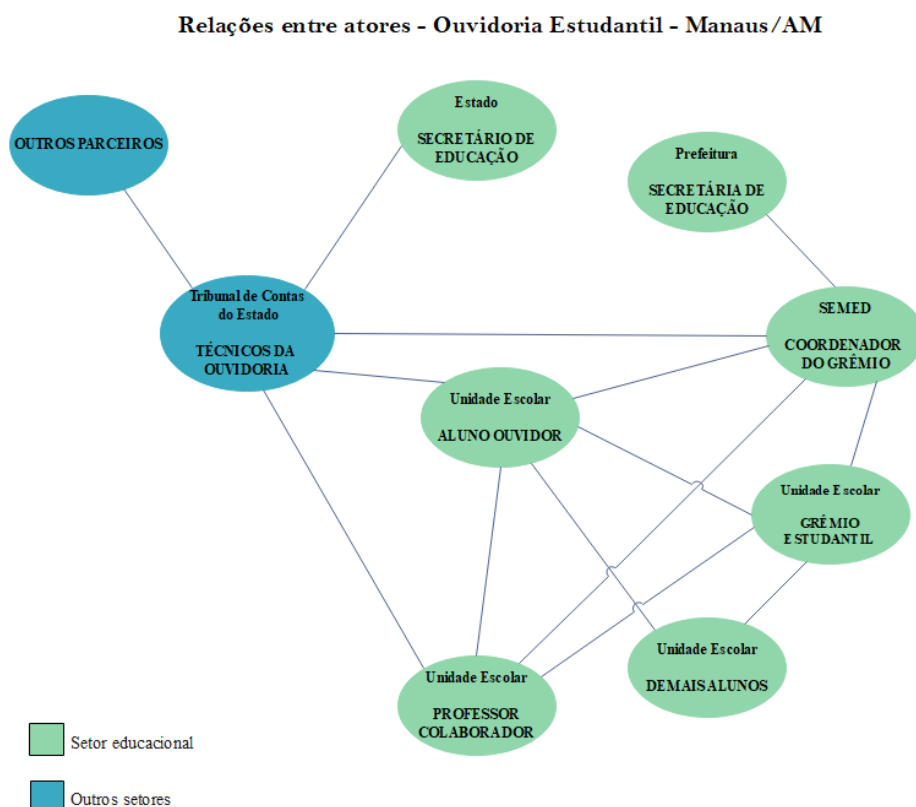 Relações entre atores - Ouvidoria Estudantil - Manaus/AM
OUTROS PARCEIROS
Estado
SECRETÁRIO DE
EDUCAÇÃO
Prefeitura
SECRETÁRIA DE
EDUCAÇÃO
Tribunal de Contas
do Estado
TÉCNICOS DA
OUVIDORIA
SEMED
COORDENADOR
DO GRÊMIO
Unidade Escolar
ALUNO OUVIDOR
Unidade Escolar
GRÊMIO
ESTUDANTIL
Unidade Escolar
PROFESSOR
COLABORADOR
Unidade Escolar
DEMAIS ALUNOS
Setor educacional
Outros setores